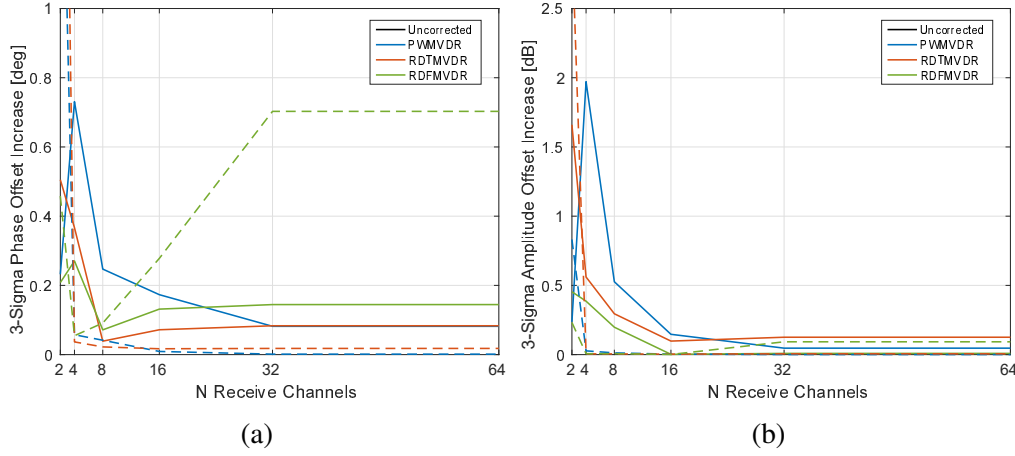 3-Sigma Phase Offset Increase [deg]
1
0.8
0.6
0.4
0.2
0
2 4 8 16 32 64
N Receive Channels
Uncorrected
PWMVDR
RDTMVDR
RDFMVDR
(a)
3-Sigma Amplitude Offset Increase [dB]
2.5
2
1.5
1
0.5
0
2 4 8 16 32 64
N Receive Channels
Uncorrected
PWMVDR
RDTMVDR
RDFMVDR
(b)